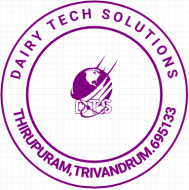 DAIRY TECH SOLUTIONS
DTS
THIRUPURAM,TRIVANDRUM.695133